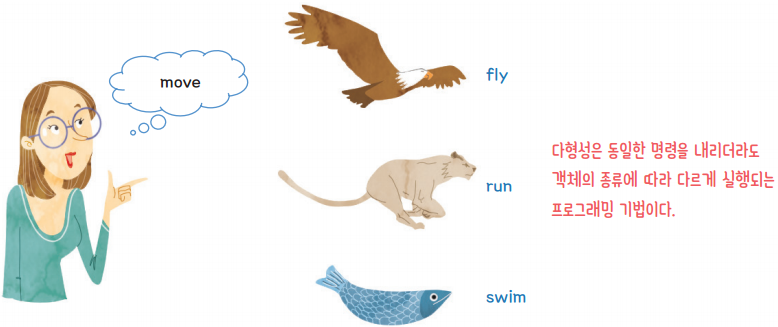 move
fly
run
swim
다형성은 동일한 명령을 내리더라도
객체의 종류에 따라 다르게 실행되는
프로그래밍 기법이다.